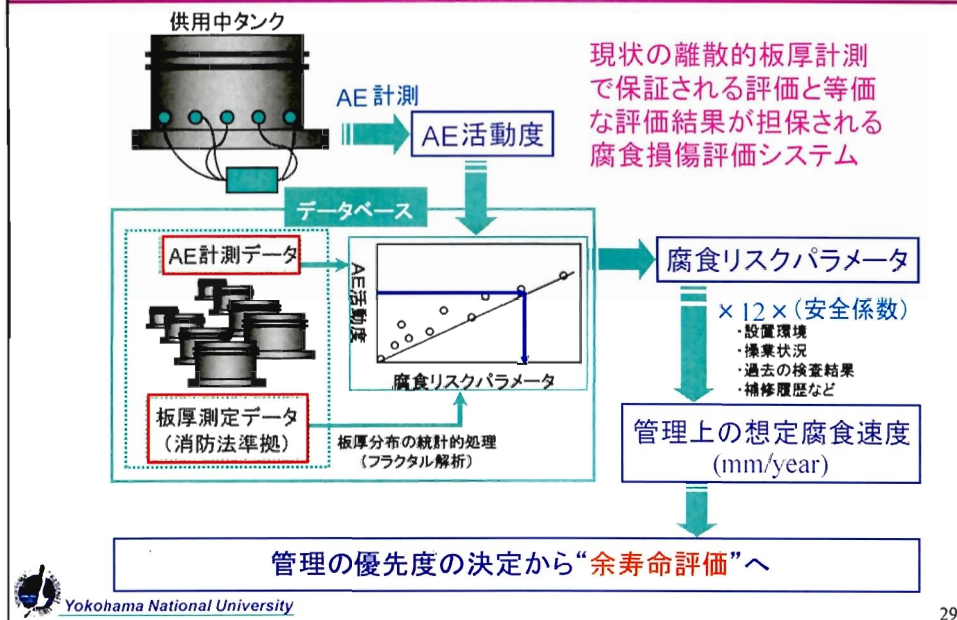 供用中タンク
AE計測
AE活動度
現状の離散的板厚計測
で保証される評価と等価
な評価結果が担保される
腐食損傷評価システム
データベース
AE計測データ
AE活動度
腐食リスクパラメータ
板厚測定データ
(消防法準拠)
板厚分布の統計的処理
(フラクタル解析)
腐食リスクパラメータ
×12×(安全係数)
・設置環境
・操業状況
・過去の検査結果
・補修履歴など
管理上の想定腐食速度
(mm/year)
管理の優先度の決定から“余寿命評価”へ
Yokohama National University
29